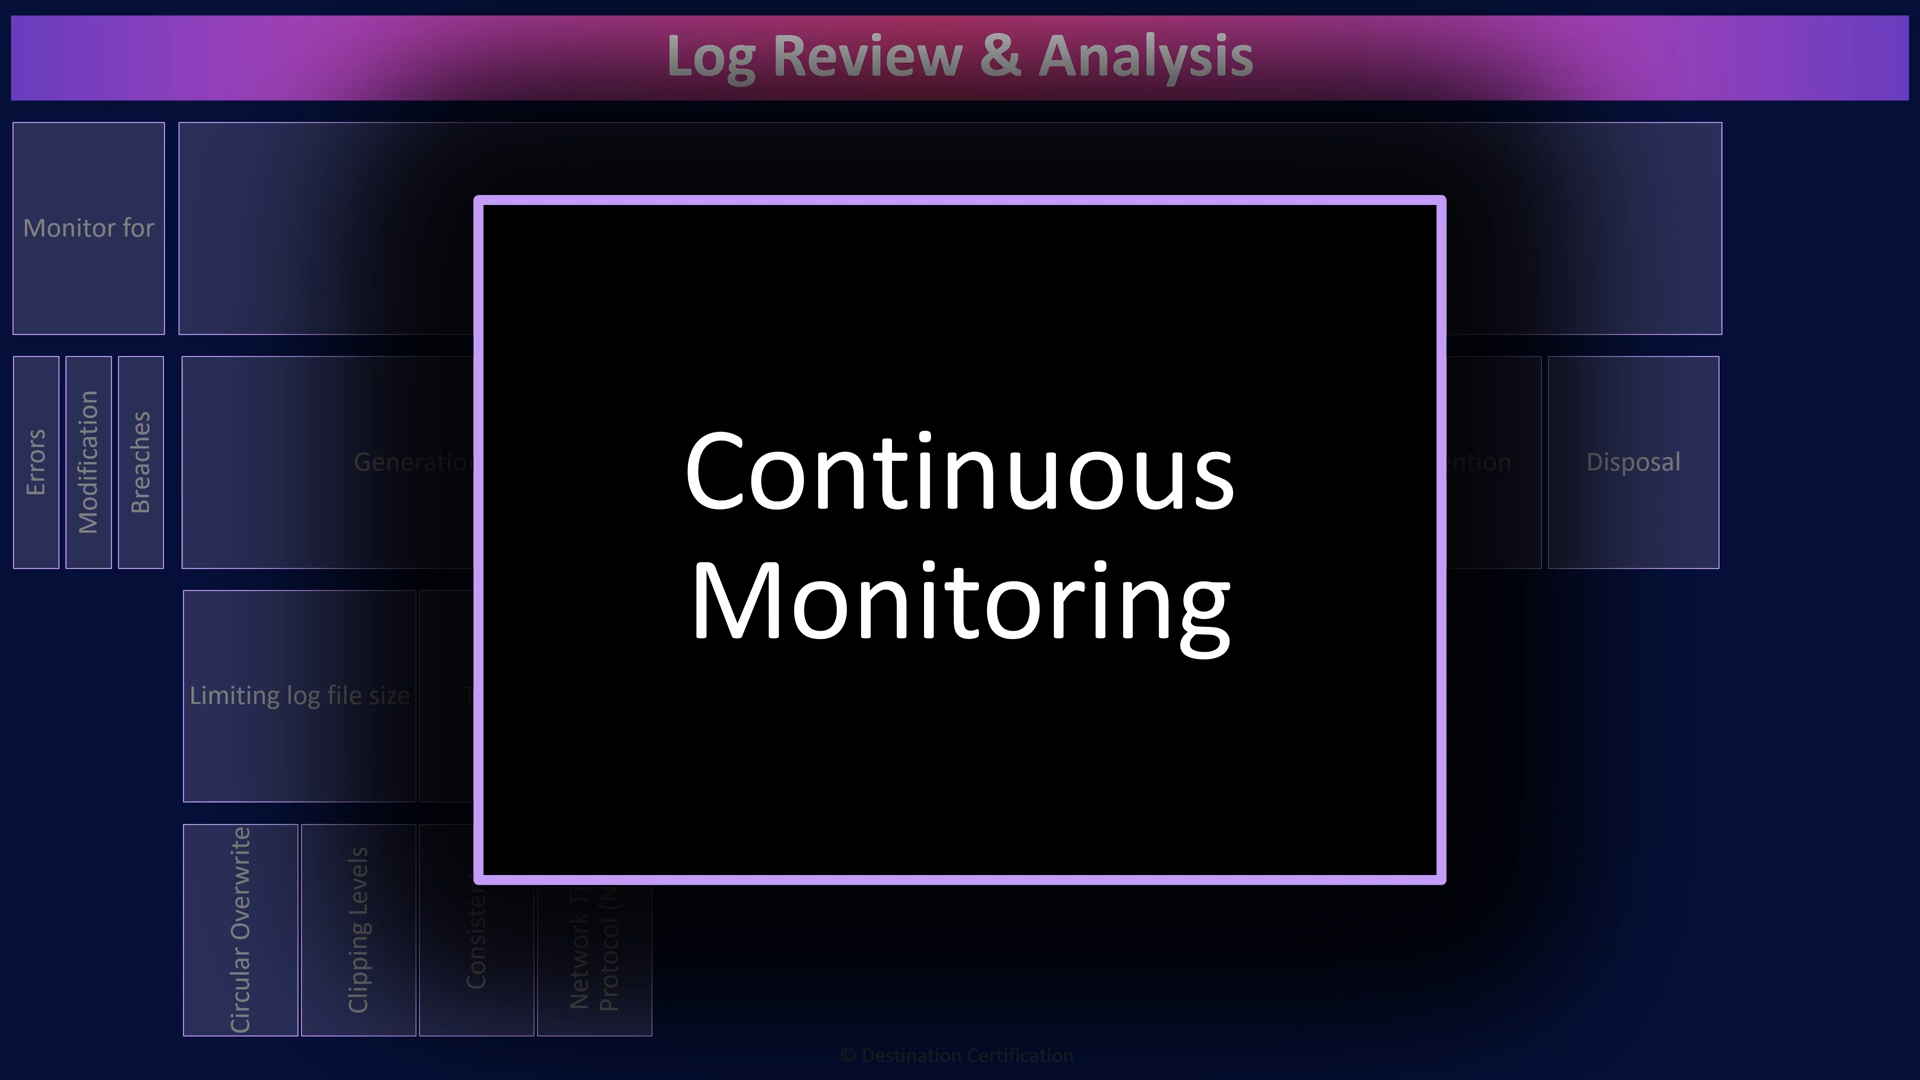 Log Review & Analysis
Monitor for
Continuous
Monitoring
Errors
Modification
Breaches
Disposal
Limiting log file size
Circular Overwrite
Clipping Levels
© Destination Certification